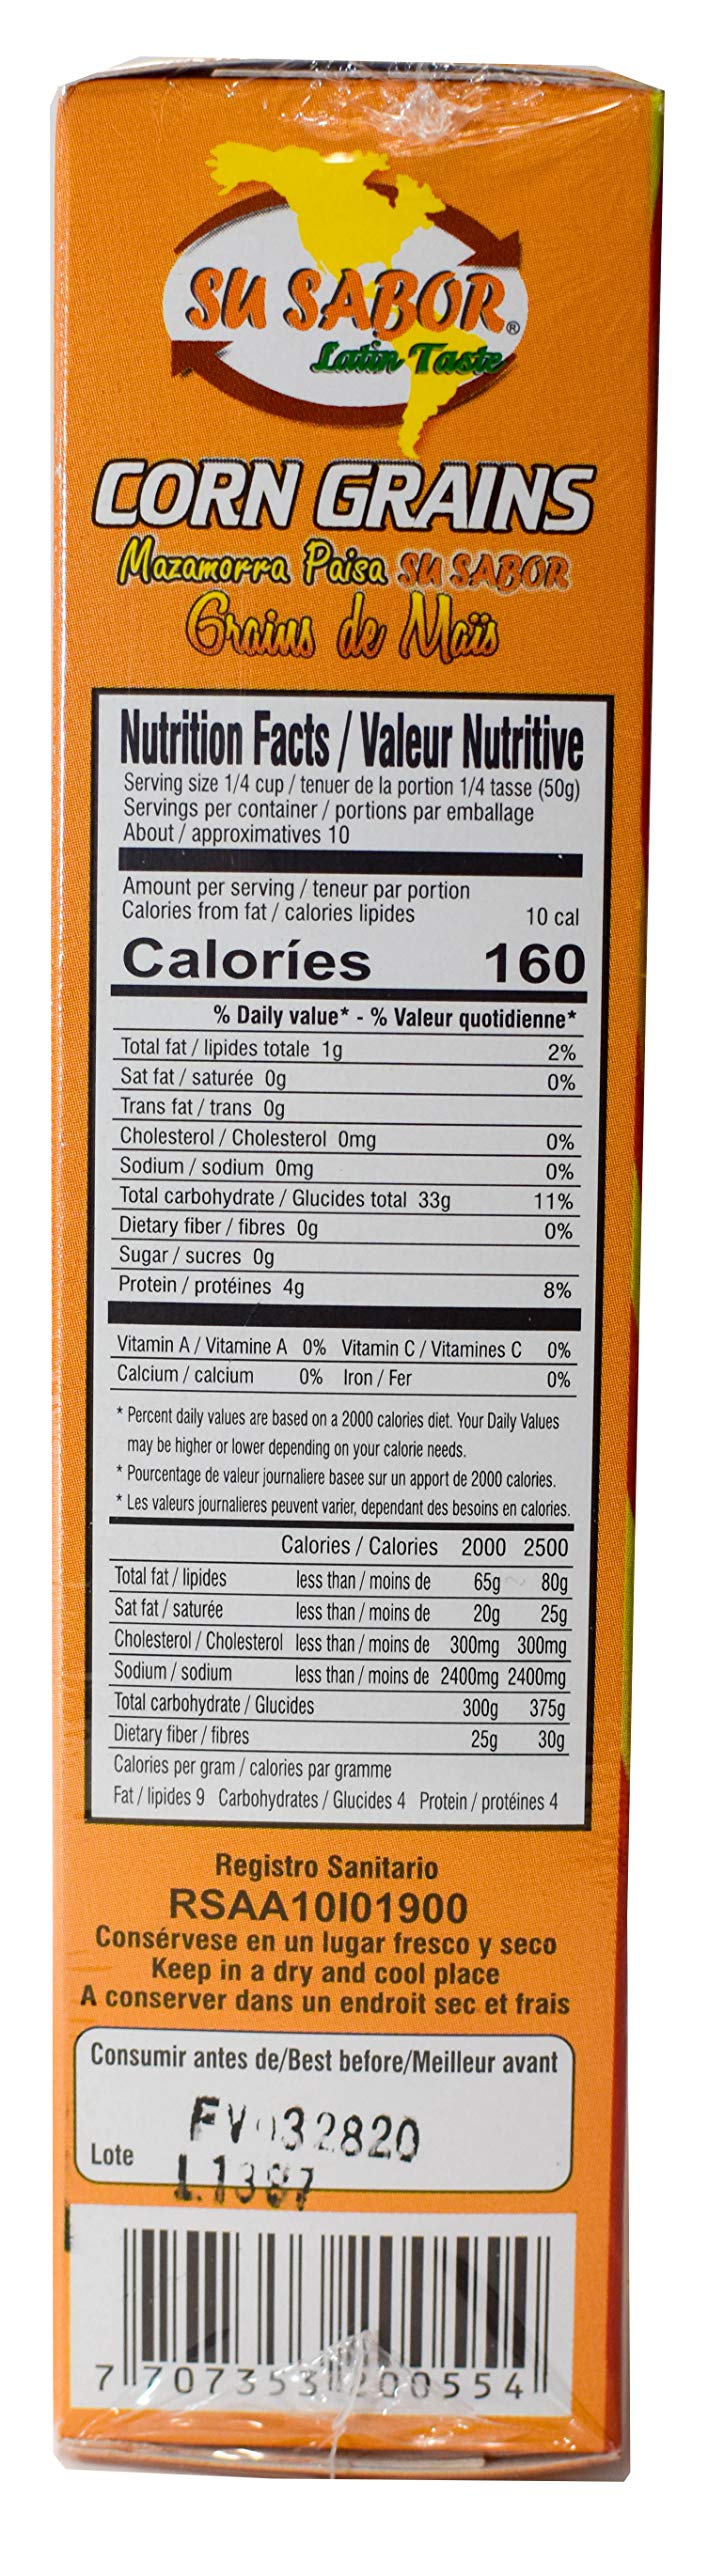 SU SABOR®
Latin Taste
CORN GRAINS
Mazamorra Paisa SU SABOR
Grains de Maïs
Nutrition Facts / Valeur Nutritive
Serving size 1/4 cup / tenuer de la portion 1/4 tasse (50g)
Servings per container / portions par emballage
About / approximatives 10
Amount per serving / teneur par portion
Calories from fat / calories lipides 10 cal
Caloríes 160
% Daily value* - % Valeur quotidienne*
Total fat / lipides totale 1g 2%
Sat fat / saturée 0g 0%
Trans fat / trans 0g
Cholesterol / Cholesterol 0mg 0%
Sodium / sodium 0mg 0%
Total carbohydrate / Glucides total 33g 11%
Dietary fiber / fibres 0g 0%
Sugar / sucres 0g
Protein / protéines 4g 8%
Vitamin A / Vitamine A 0% Vitamin C / Vitamines C 0%
Calcium / calcium 0% Iron / Fer 0%
* Percent daily values are based on a 2000 calories diet. Your Daily Values
may be higher or lower depending on your calorie needs.
* Pourcentage de valeur journaliere basee sur un apport de 2000 calories.
* Les valeurs journalieres peuvent varier, dependant des besoins en calories.
Calories / Calories 2000 2500
Total fat / lipides less than / moins de 65g 80g
Sat fat / saturée less than / moins de 20g 25g
Cholesterol / Cholesterol less than / moins de 300mg 300mg
Sodium / sodium less than / moins de 2400mg 2400mg
Total carbohydrate / Glucides 300g 375g
Dietary fiber / fibres 25g 30g
Calories per gram / calories par gramme
Fat / lipides 9 Carbohydrates / Glucides 4 Protein / protéines 4
Registro Sanitario
RSAA10I01900
Consérvese en un lugar fresco y seco
Keep in a dry and cool place
A conserver dans un endroit sec et frais
Consumir antes de/Best before/Meilleur avant
Lote